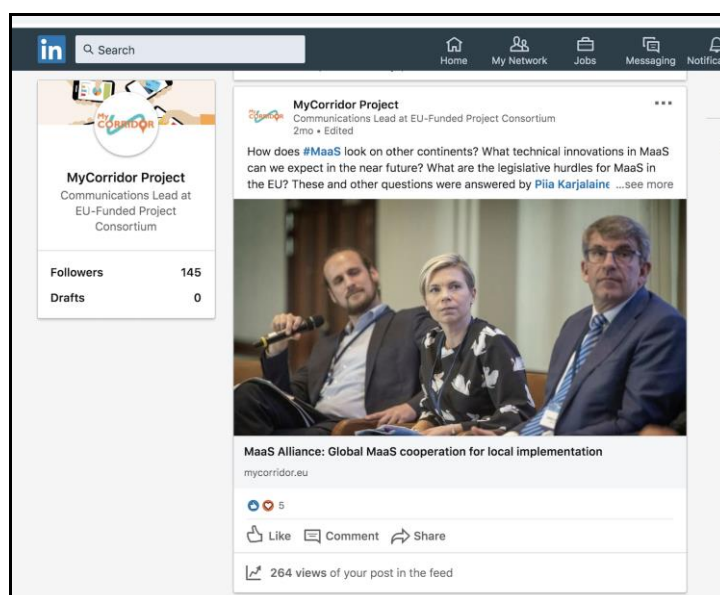 in
Search
Home
My Network
Jobs
Messaging
MY
CORRIDOR
MyCorridor Project
Communications Lead at
EU-Funded Project
Consortium
Followers 145
Drafts 0
MY
CORRIDOR
MyCorridor Project
Communications Lead at EU-Funded Project Consortium
2mo • Edited
How does #MaaS look on other continents? What technical innovations in MaaS
can we expect in the near future? What are the legislative hurdles for MaaS in
the EU? These and other questions were answered by Piia ...see more
MaaS Alliance: Global MaaS cooperation for local implementation
mycorridor.eu
5
Like Comment Share
264 views of your post in the feed